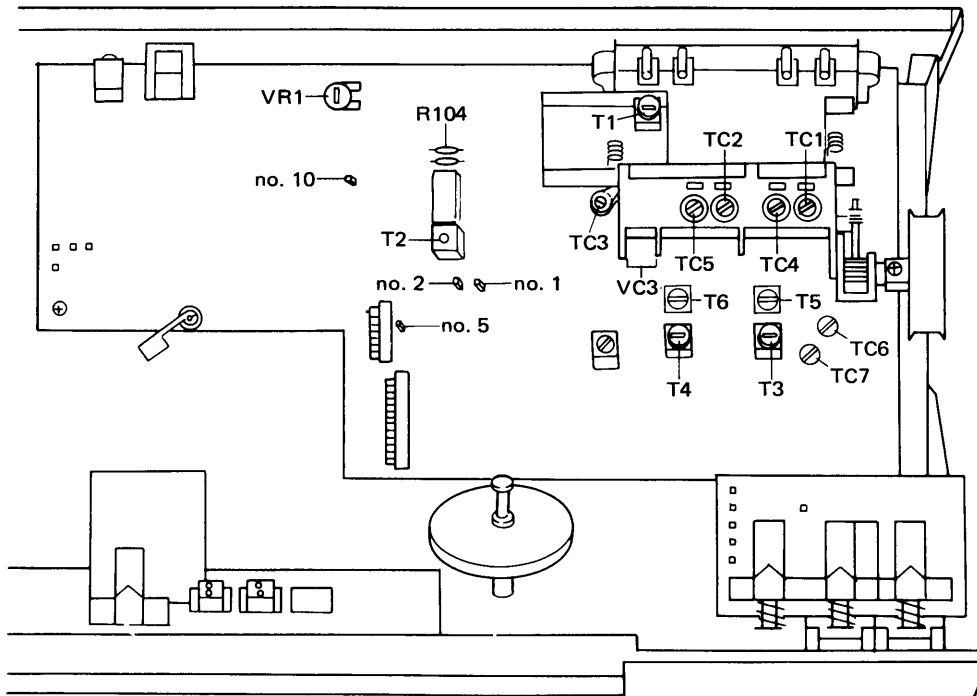 VR1
R104
T1
TC2
TC1
no. 10
TC3
T2
TC5
TC4
no. 2
no. 1
VC3
T6
T5
no. 5
TC6
TC7
T4
T3